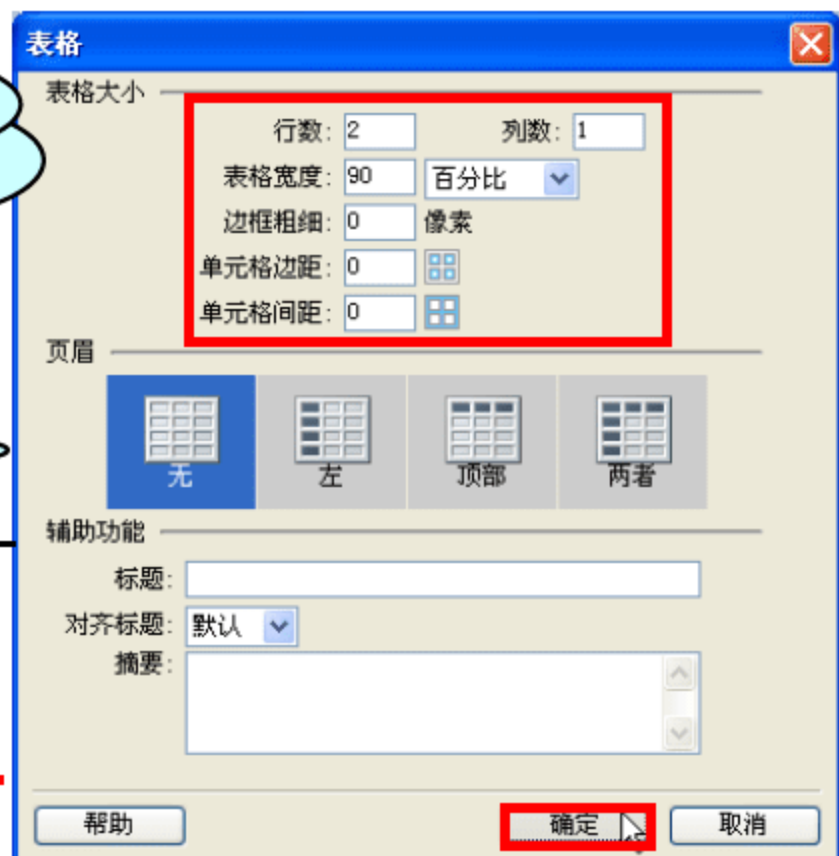 表格
表格大小
行数: 2 列数: 1
表格宽度: 90 百分比
边框粗细: 0 像素
单元格边距: 0
单元格间距: 0
页眉
无 左 顶部 两者
辅助功能
标题:
对齐标题: 默认
摘要:
帮助 确定 取消